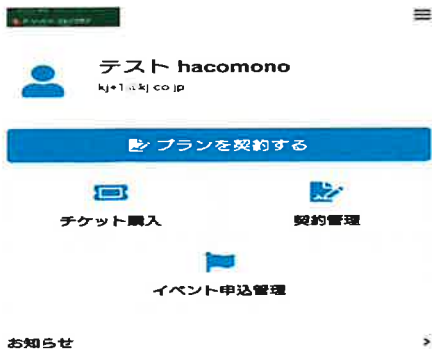 テスト hacomono
プランを契約する
チケット購入
契約管理
イベント申込管理
お知らせ